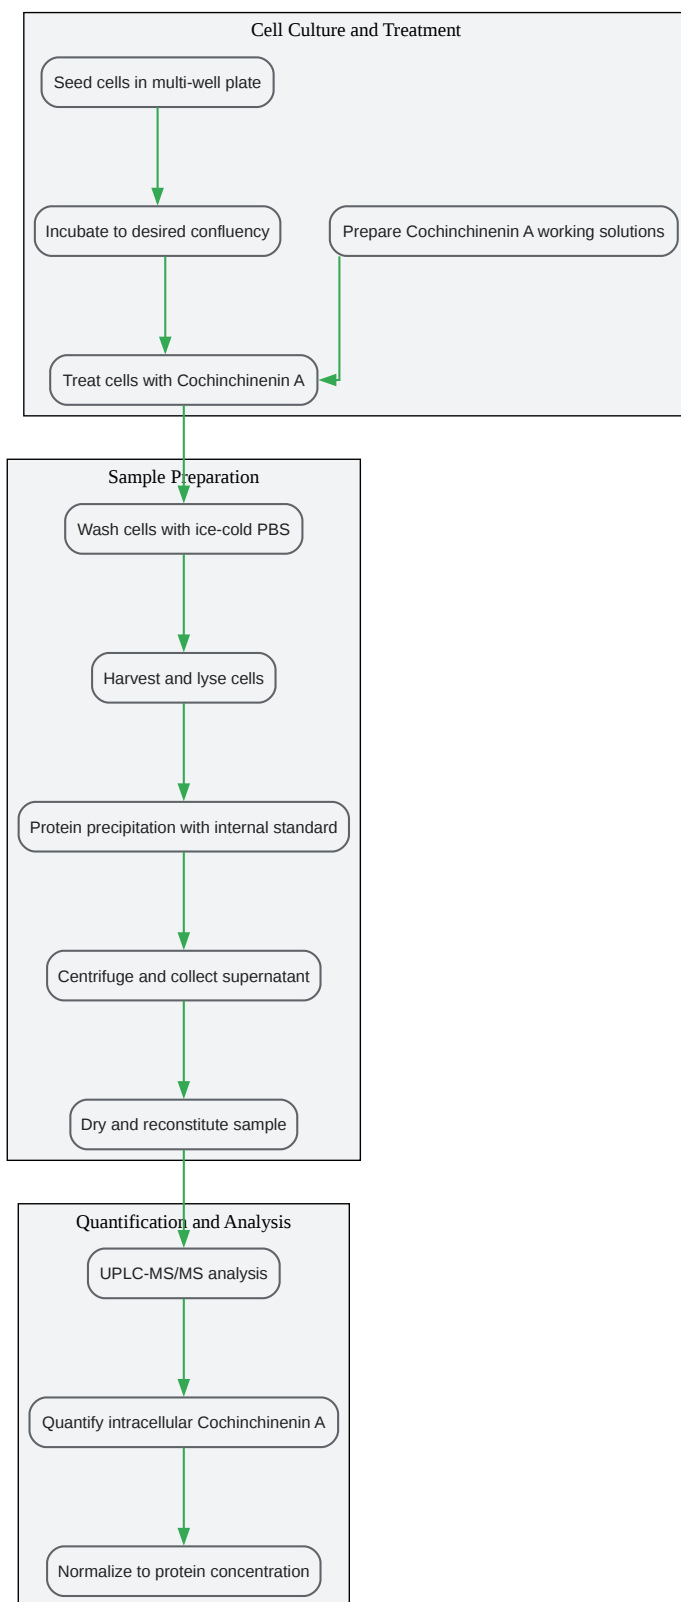 Cell Culture and Treatment
Seed cells in multi-well plate
Incubate to desired confluency
Prepare Cochinchinenin A working solutions
Treat cells with Cochinchinenin A
Sample Preparation
Wash cells with ice-cold PBS
Harvest and lyse cells
Protein precipitation with internal standard
Centrifuge and collect supernatant
Dry and reconstitute sample
Quantification and Analysis
UPLC-MS/MS analysis
Quantify intracellular Cochinchinenin A
Normalize to protein concentration